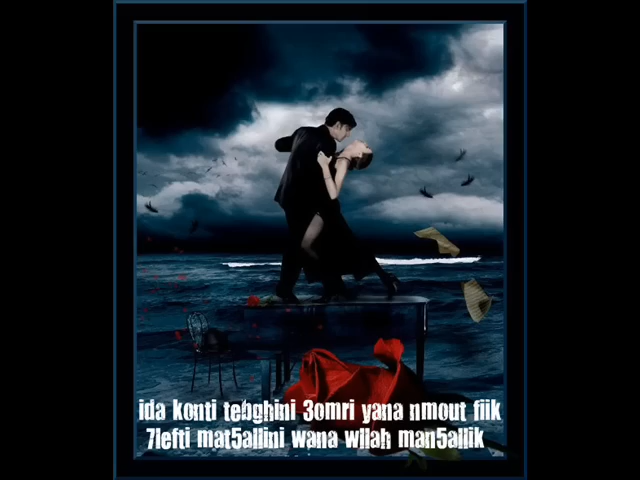 ida konti tebghini 3omri yana nmout fiik
7lefti mat5allini wana wllah man5allik